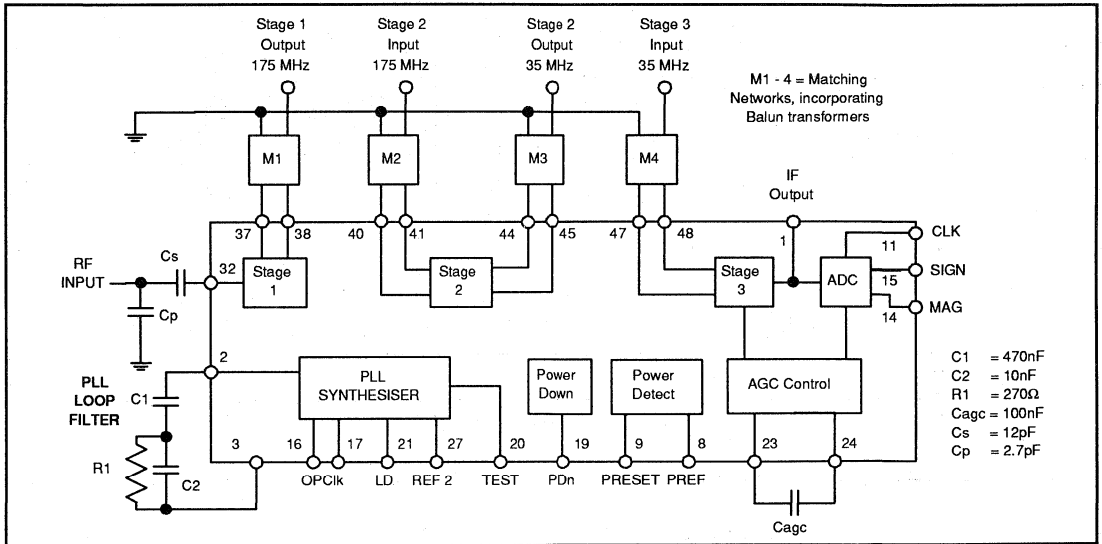 Stage 1
Output
175 MHz
Stage 2
Input
175 MHz
Stage 2
Output
35 MHz
Stage 3
Input
35 MHz
M1 - 4 = Matching
Networks, incorporating
Balun transformers
M1
M2
M3
M4
IF
Output
37
38
40
41
44
45
47
48
1
11
CLK
RF
INPUT
Cs
32
Stage
1
Stage
2
Stage
3
ADC
15
SIGN
14
MAG
Cp
2
PLL
LOOP
FILTER
C1
PLL
SYNTHESISER
Power
Down
Power
Detect
AGC Control
C1 = 470nF
C2 = 10nF
R1 = 270Ω
Cagc = 100nF
Cs = 12pF
Cp = 2.7pF
R1
C2
3
16
17
21
27
20
19
9
8
23
24
OPClk
LD
REF 2
TEST
PDn
PRESET
PREF
Cagc